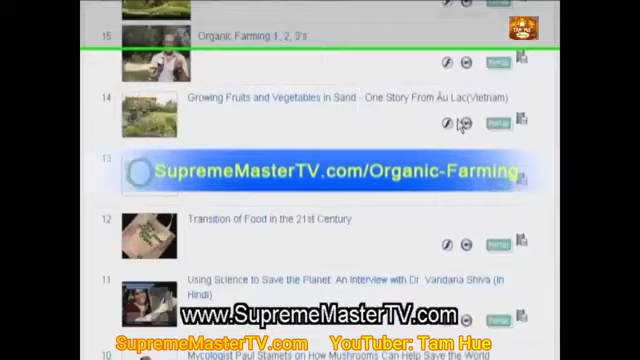 15 Organic Farming 1, 2, 3's
TAM HUE
14 Growing Fruits and Vegetables in Sand - One Story From Âu Lạc(Vietnam)
13
SupremeMasterTV.com/Organic-Farming
12 Transition of Food in the 21st Century
11 Using Science to Save the Planet: An Interview with Dr. Vandana Shiva (In
Hindi)
www.SupremeMasterTV.com
SupremeMasterTV.com YouTuber: Tam Hue
10 Mycologist Paul Stamets on How Mushrooms Can Help Save the World